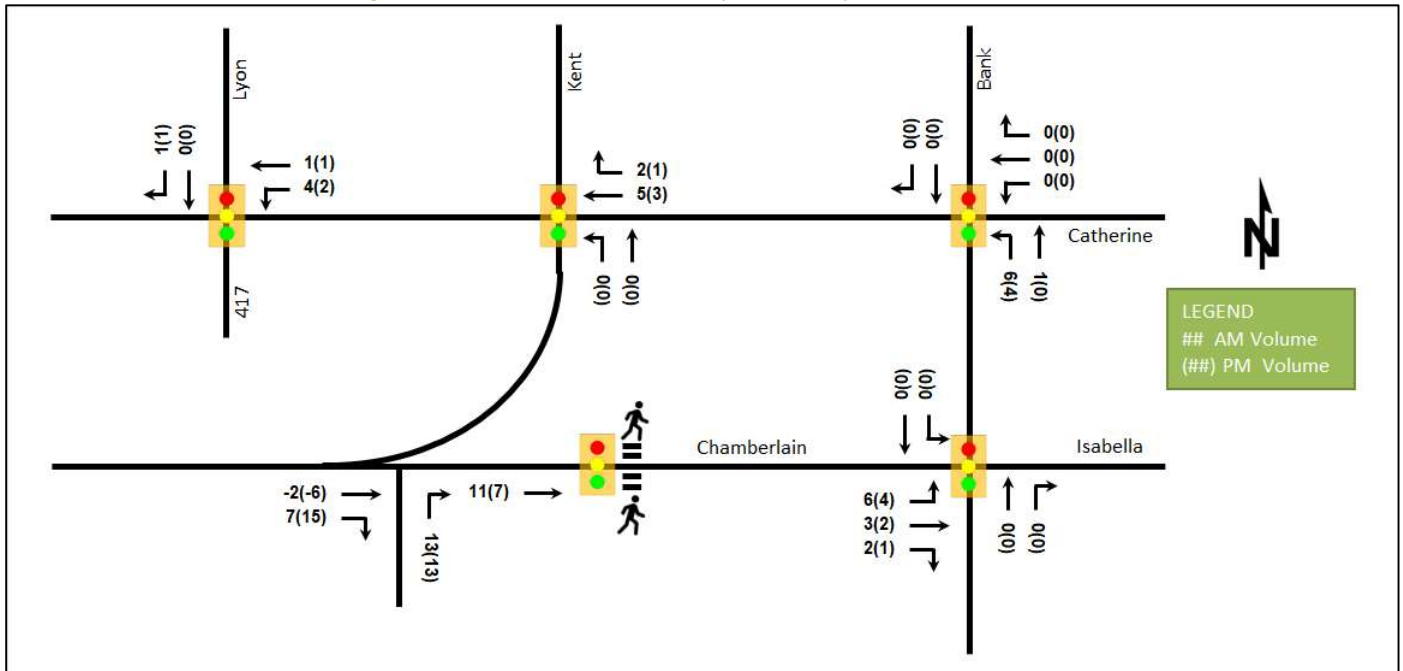 Lyon
Kent
Bank
1(1)
0(0)
1(1)
4(2)
2(1)
5(3)
0(0)
0(0)
0(0)
0(0)
0(0)
0(0)
0(0)
6(4)
1(0)
Catherine
417
N
LEGEND
## AM Volume
(##) PM Volume
0(0)
0(0)
Chamberlain
Isabella
-2(-6)
7(15)
13(13)
11(7)
6(4)
3(2)
2(1)
0(0)
0(0)